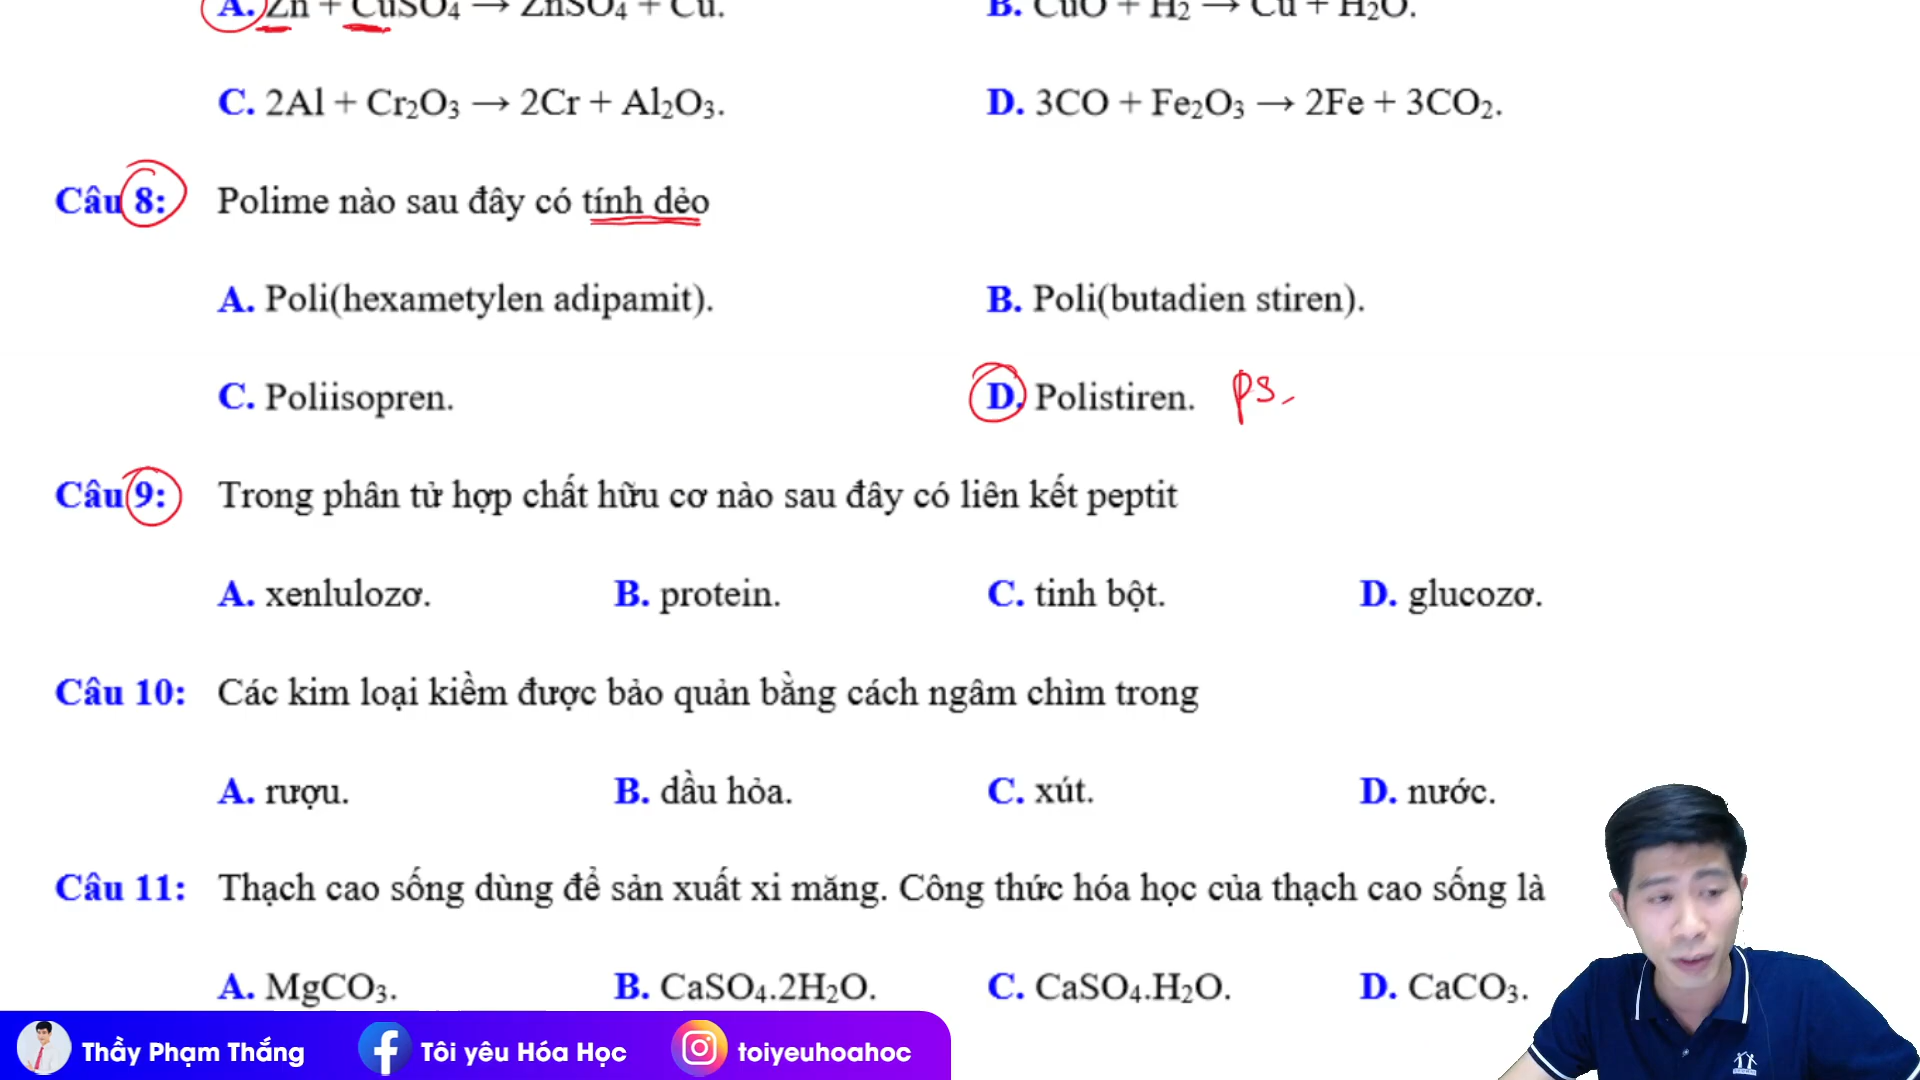 A. Zn + CuSO₄ → ZnSO₄ + Cu. B. CuO + H₂ → Cu + H₂O.
C. 2Al + Cr₂O₃ → 2Cr + Al₂O₃. D. 3CO + Fe₂O₃ → 2Fe + 3CO₂.
Câu 8: Polime nào sau đây có tính dẻo
A. Poli(hexametylen adipamit). B. Poli(butadien stiren).
C. Poliisopren. D. Polistiren. PS
Câu 9: Trong phân tử hợp chất hữu cơ nào sau đây có liên kết peptit
A. xenlulozơ. B. protein. C. tinh bột. D. glucozơ.
Câu 10: Các kim loại kiềm được bảo quản bằng cách ngâm chìm trong
A. rượu. B. dầu hỏa. C. xút. D. nước.
Câu 11: Thạch cao sống dùng để sản xuất xi măng. Công thức hóa học của thạch cao sống là
A. MgCO₃. B. CaSO₄.2H₂O. C. CaSO₄.H₂O. D. CaCO₃.
Thầy Phạm Thắng Tôi yêu Hóa Học toiyeuhoahoc